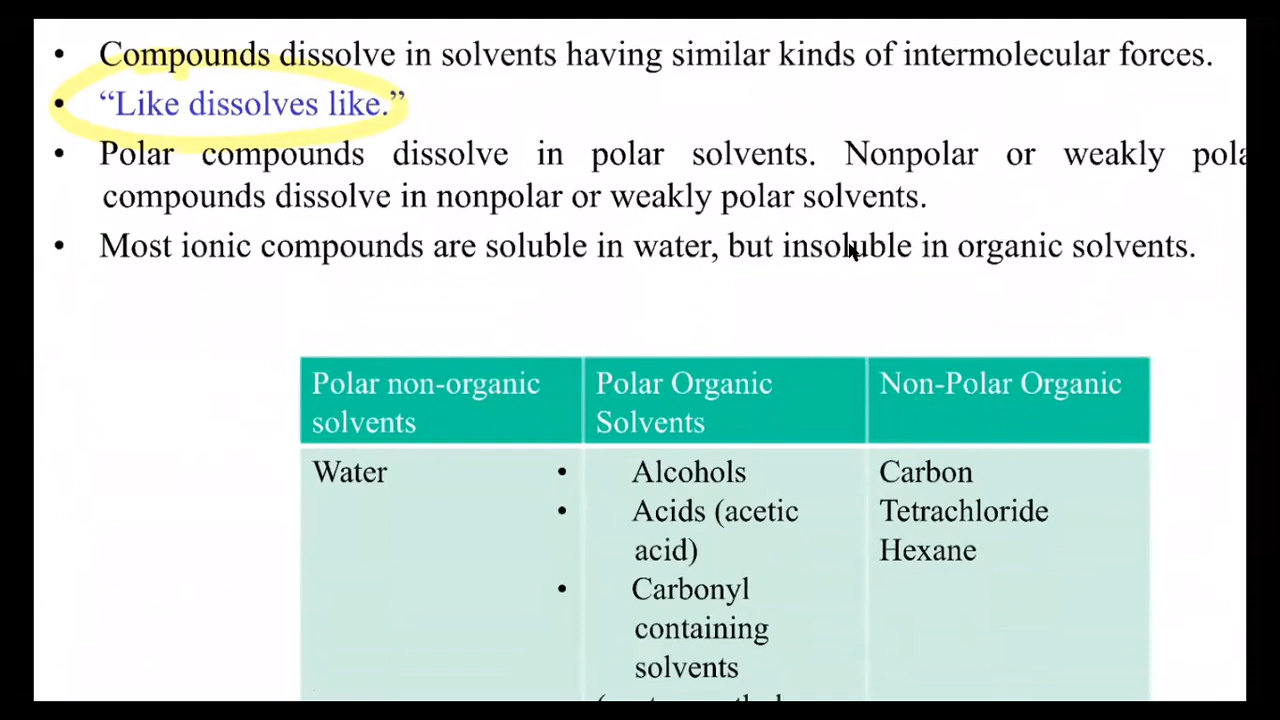 • Compounds dissolve in solvents having similar kinds of intermolecular forces.
• “Like dissolves like.”
• Polar compounds dissolve in polar solvents. Nonpolar or weakly
compounds dissolve in nonpolar or weakly polar solvents.
• Most ionic compounds are soluble in water, but insoluble in organic solvents.
Polar non-organic
solvents
Polar Organic
Solvents
Non-Polar Organic
Water
• Alcohols
• Acids (acetic
acid)
• Carbonyl
containing
solvents
Carbon
Tetrachloride
Hexane